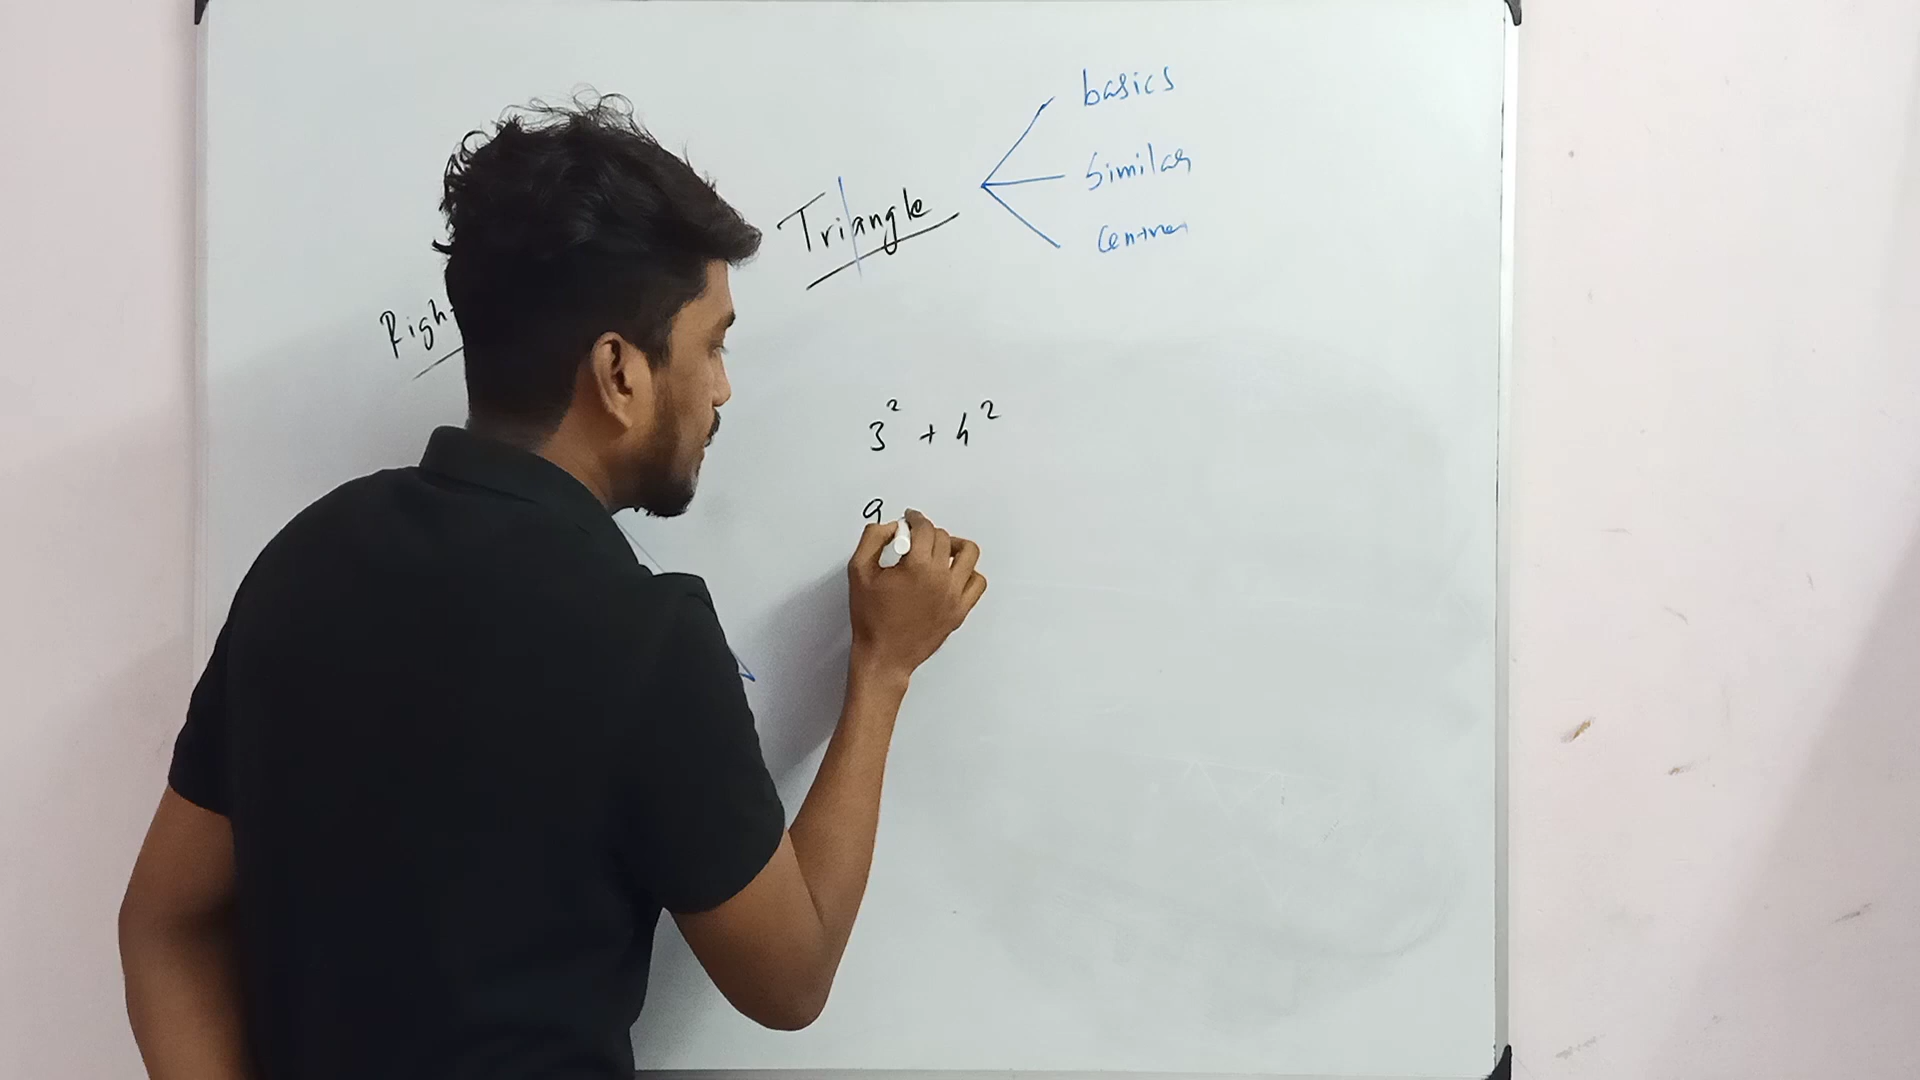 basics
Triangle
similar
centres
Righ
3² + 4²
9